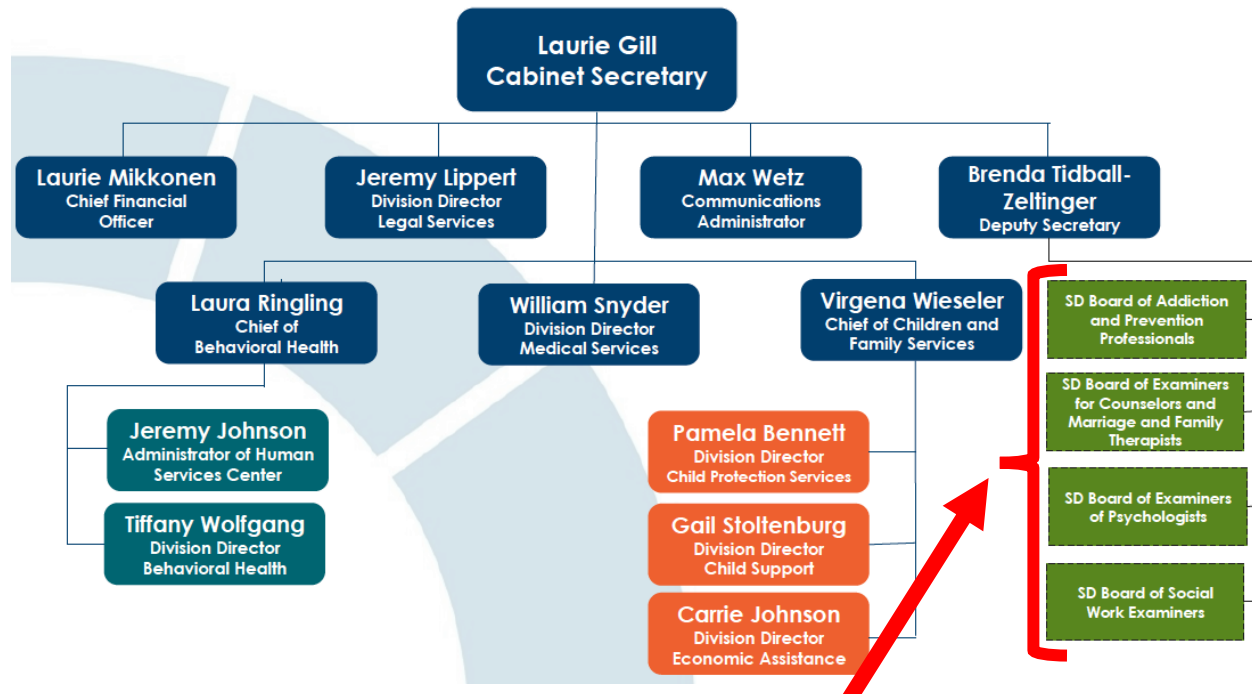 Laurie Gill
Cabinet Secretary
Laurie Mikkonen
Chief Financial
Officer
Jeremy Lippert
Division Director
Legal Services
Max Wetz
Communications
Administrator
Brenda Tidball-
Zeltinger
Deputy Secretary
Laura Ringling
Chief of
Behavioral Health
William Snyder
Division Director
Medical Services
Virgena Wieseler
Chief of Children and
Family Services
Jeremy Johnson
Administrator of Human
Services Center
Tiffany Wolfgang
Division Director
Behavioral Health
Pamela Bennett
Division Director
Child Protection Services
Gail Stoltenburg
Division Director
Child Support
Carrie Johnson
Division Director
Economic Assistance
SD Board of Addiction
and Prevention
Professionals
SD Board of Examiners
for Counselors and
Marriage and Family
Therapists
SD Board of Examiners
of Psychologists
SD Board of Social
Work Examiners